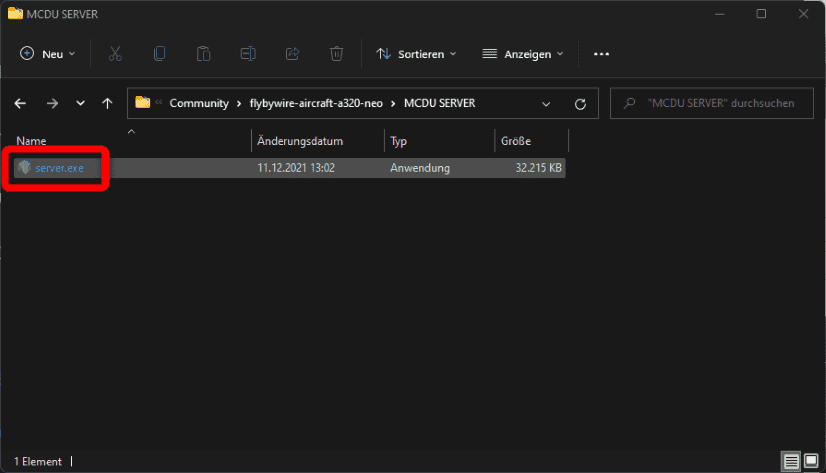 MCDU SERVER
Neu Sortieren Anzeigen
Community flybywire-aircraft-a320-neo MCDU SERVER "MCDU SERVER" durchsuchen
Name Änderungsdatum Typ Größe
server.exe 11.12.2021 13:02 Anwendung 32.215 KB
1 Element